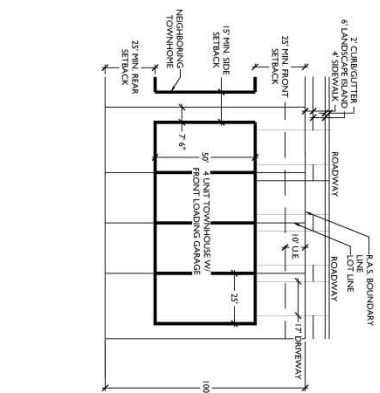 NEIGHBORING
TOWNHOME
25' MIN. REAR
SETBACK
15' MIN. SIDE
SETBACK
25' MIN. FRONT
SETBACK
2' CURB/GUTTER
6' LANDSCAPE ISLAND
4' SIDEWALK
ROADWAY
ROADWAY
R.A.S. BOUNDARY
LINE
LOT LINE
7' 6"
50'
4 UNIT TOWNHOUSE W/
FRONT LOADING GARAGE
10' U.E.
25'
17' DRIVEWAY
100